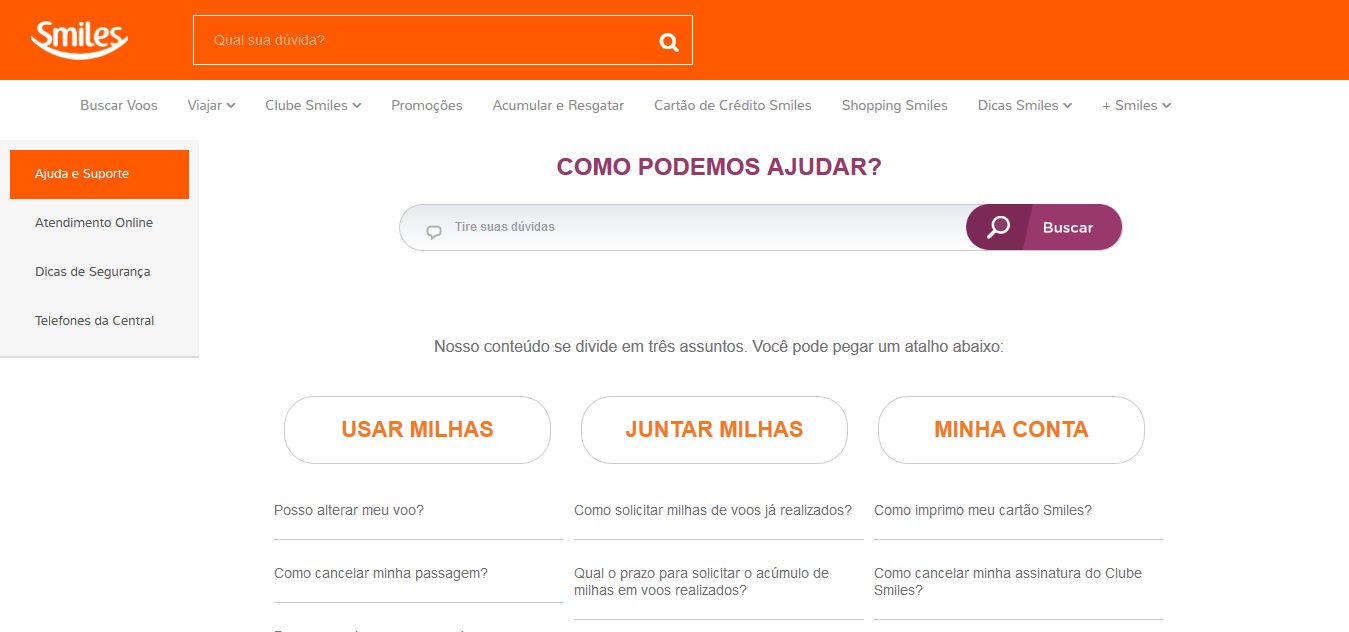 Smiles
Qual sua dúvida?
Buscar Voos Viajar Clube Smiles Promoções Acumular e Resgatar Cartão de Crédito Smiles Shopping Smiles Dicas Smiles + Smiles
Ajuda e Suporte
Atendimento Online
Dicas de Segurança
Telefones da Central
COMO PODEMOS AJUDAR?
Tire suas dúvidas
Buscar
Nosso conteúdo se divide em três assuntos. Você pode pegar um atalho abaixo:
USAR MILHAS
JUNTAR MILHAS
MINHA CONTA
Posso alterar meu voo?
Como solicitar milhas de voos já realizados?
Como imprimo meu cartão Smiles?
Como cancelar minha passagem?
Qual o prazo para solicitar o acúmulo de
milhas em voos realizados?
Como cancelar minha assinatura do Clube
Smiles?